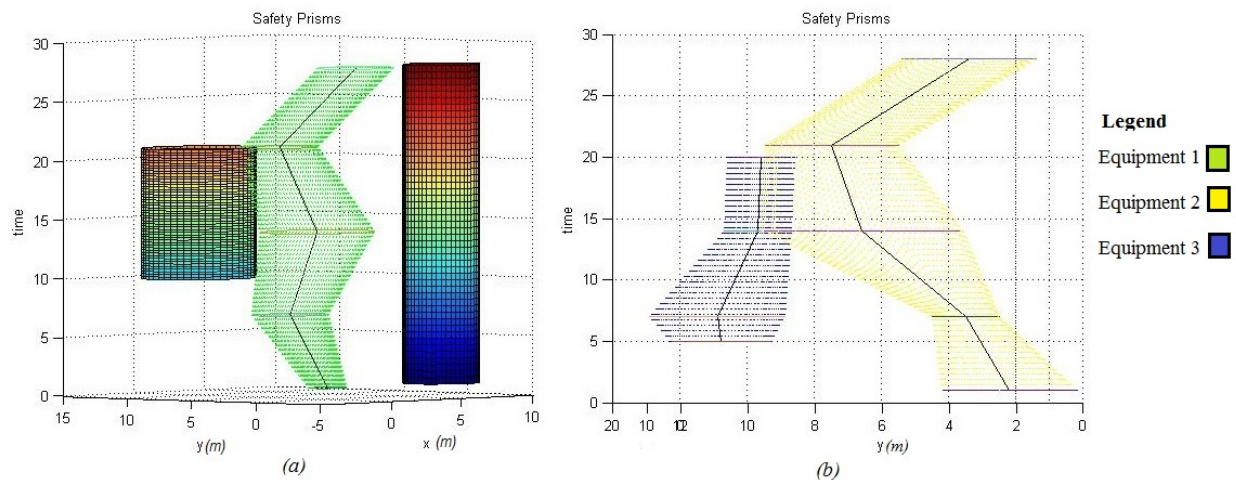 Safety Prisms
30
25
20
15
10
5
0
time
15 10 5 0 -5 0 5 10
y (m) x (m)
(a)
Safety Prisms
30
25
20
15
10
5
0
time
20 10 12 10 8 6 4 2 0
y (m)
(b)
Legend
Equipment 1
Equipment 2
Equipment 3